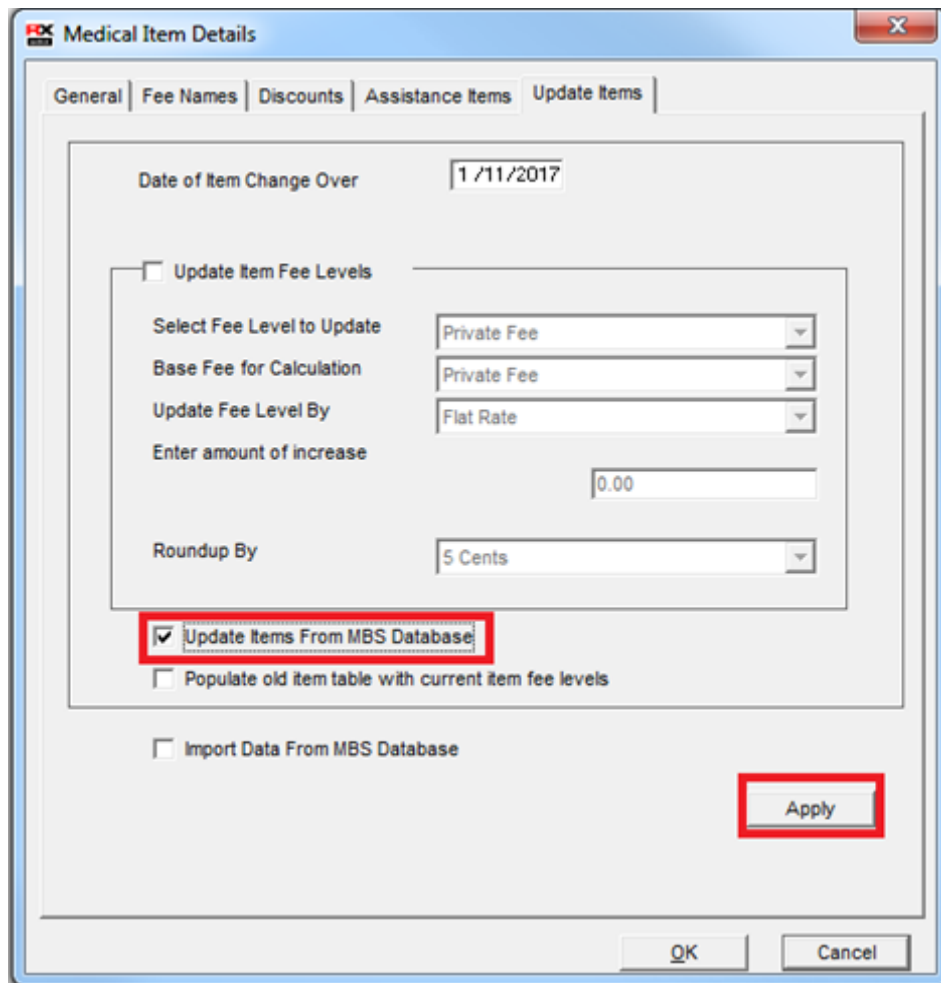 RX Medical Item Details
General Fee Names Discounts Assistance Items Update Items
Date of Item Change Over 1 /11/2017
Update Item Fee Levels
Select Fee Level to Update Private Fee
Base Fee for Calculation Private Fee
Update Fee Level By Flat Rate
Enter amount of increase
0.00
Roundup By 5 Cents
Update Items From MBS Database
Populate old item table with current item fee levels
Import Data From MBS Database
Apply
OK Cancel